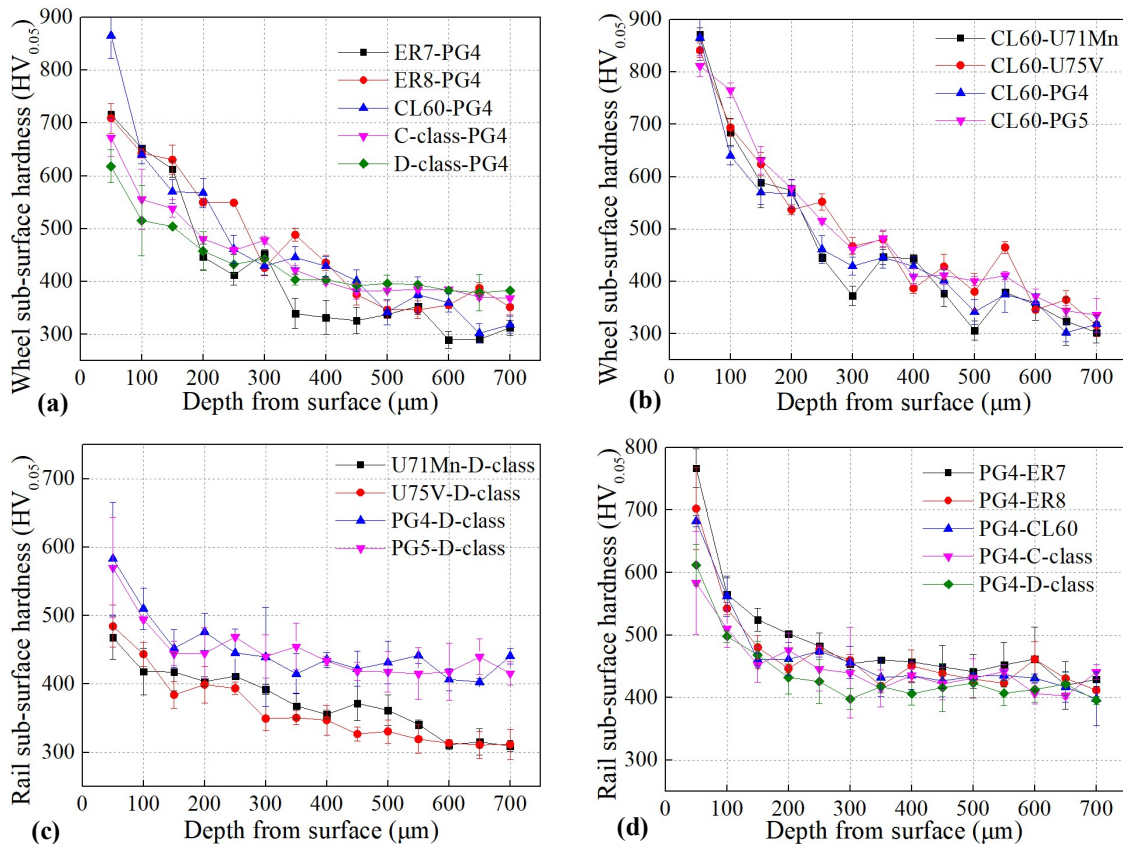 Wheel sub-surface hardness (HV0.05)
900
800
700
600
500
400
300
ER7-PG4
ER8-PG4
CL60-PG4
C-class-PG4
D-class-PG4
0 100 200 300 400 500 600 700
(a)
Depth from surface (μm)
Wheel sub-surface hardness (HV0.05)
900
800
700
600
500
400
300
CL60-U71Mn
CL60-U75V
CL60-PG4
CL60-PG5
0 100 200 300 400 500 600 700
(b)
Depth from surface (μm)
Rail sub-surface hardness (HV0.05)
700
600
500
400
300
U71Mn-D-class
U75V-D-class
PG4-D-class
PG5-D-class
0 100 200 300 400 500 600 700
(c)
Depth from surface (μm)
Rail sub-surface hardness (HV0.05)
800
700
600
500
400
300
PG4-ER7
PG4-ER8
PG4-CL60
PG4-C-class
PG4-D-class
0 100 200 300 400 500 600 700
(d)
Depth from surface (μm)